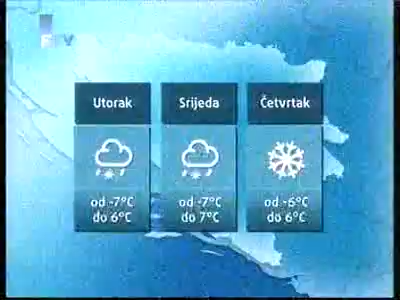 Utorak
Srijeda
Četvrtak
od -7°C
do 6°C
od -7°C
do 7°C
od -6°C
do 6°C